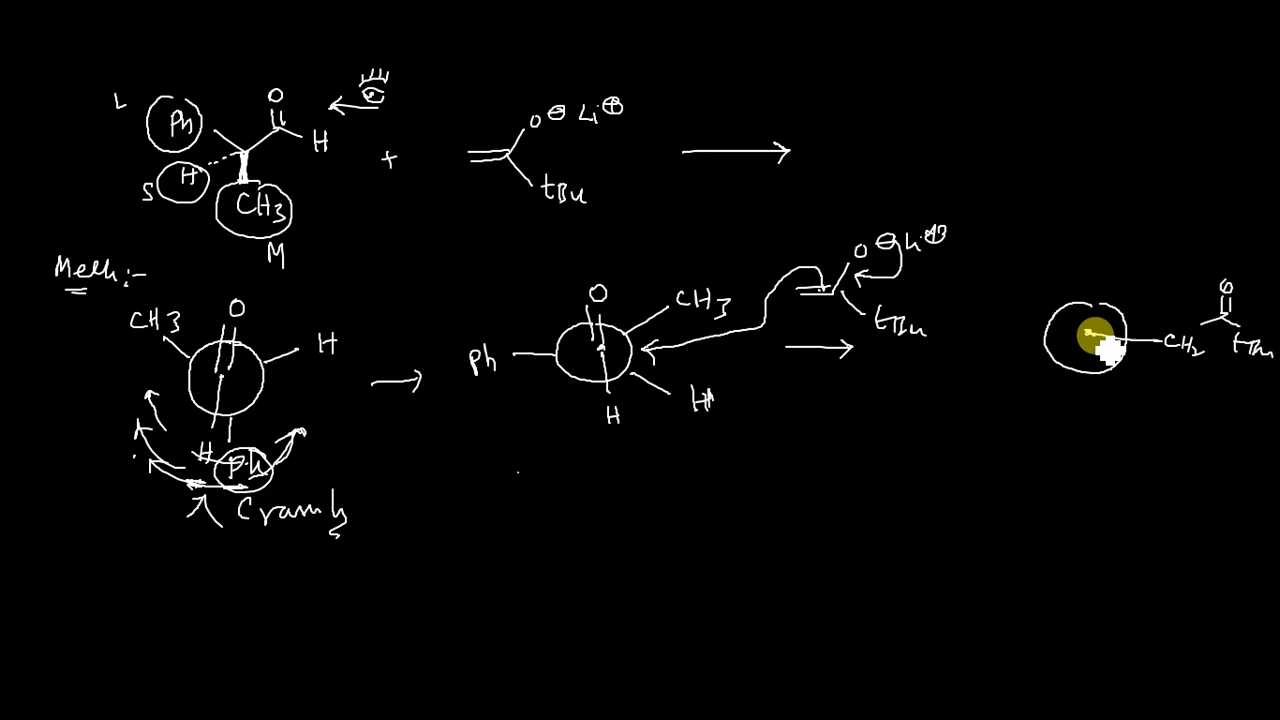 L Ph O H
S H
CH3
M
+
O ⊖ Li⊕
tBu
Mech:-
CH3 O H
H Ph
Cram's
O CH3
Ph
H H
O ⊖ Li⊕
tBu
O
CH2 tBu